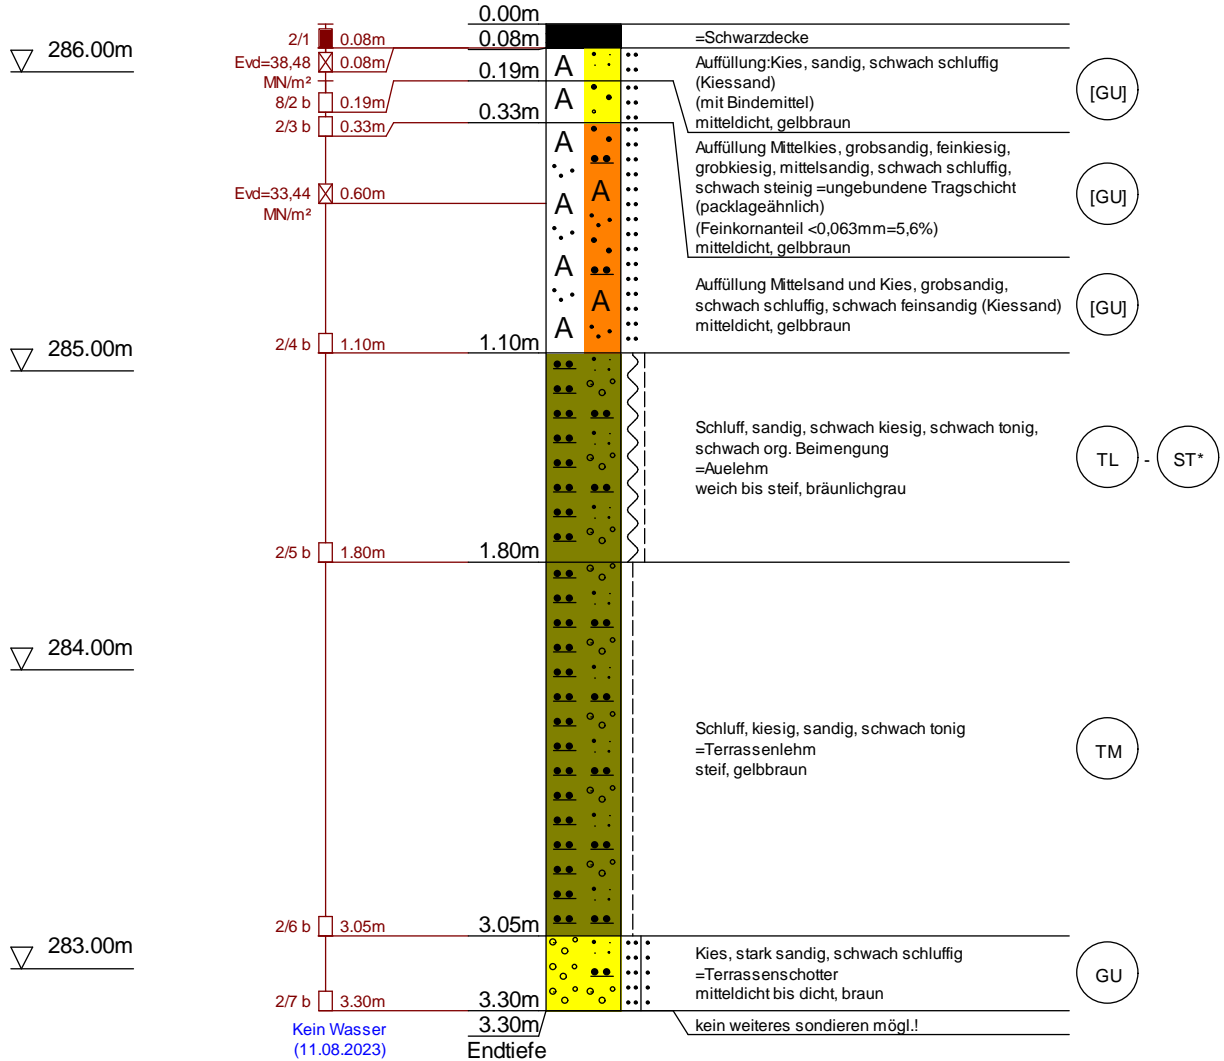 0.00m
286.00m
2/1
0.08m
0.08m
=Schwarzdecke
Evd=38,48
MN/m²
0.08m
A
Auffüllung:Kies, sandig, schwach schluffig
(Kiessand)
(mit Bindemittel)
mitteldicht, gelbbraun
[GU]
8/2 b
0.19m
0.19m
A
2/3 b
0.33m
0.33m
Auffüllung Mittelkies, grobsandig, feinkiesig,
grobkiesig, mittelsandig, schwach schluffig,
schwach steinig =ungebundene Tragschicht
(packlageähnlich)
(Feinkornanteil <0,063mm=5,6%)
mitteldicht, gelbbraun
[GU]
A
A
Evd=33,44
MN/m²
0.60m
A
A
A
A
Auffüllung Mittelsand und Kies, grobsandig,
schwach schluffig, schwach feinsandig (Kiessand)
mitteldicht, gelbbraun
[GU]
285.00m
2/4 b
1.10m
1.10m
Schluff, sandig, schwach kiesig, schwach tonig,
schwach org. Beimengung
=Auelehm
weich bis steif, bräunlichgrau
TL - ST*
2/5 b
1.80m
1.80m
284.00m
Schluff, kiesig, sandig, schwach tonig
=Terrassenlehm
steif, gelbbraun
TM
2/6 b
3.05m
3.05m
283.00m
Kies, stark sandig, schwach schluffig
=Terrassenschotter
mitteldicht bis dicht, braun
GU
2/7 b
3.30m
3.30m
Kein Wasser
(11.08.2023)
3.30m
Endtiefe
kein weiteres sondieren mögl.!